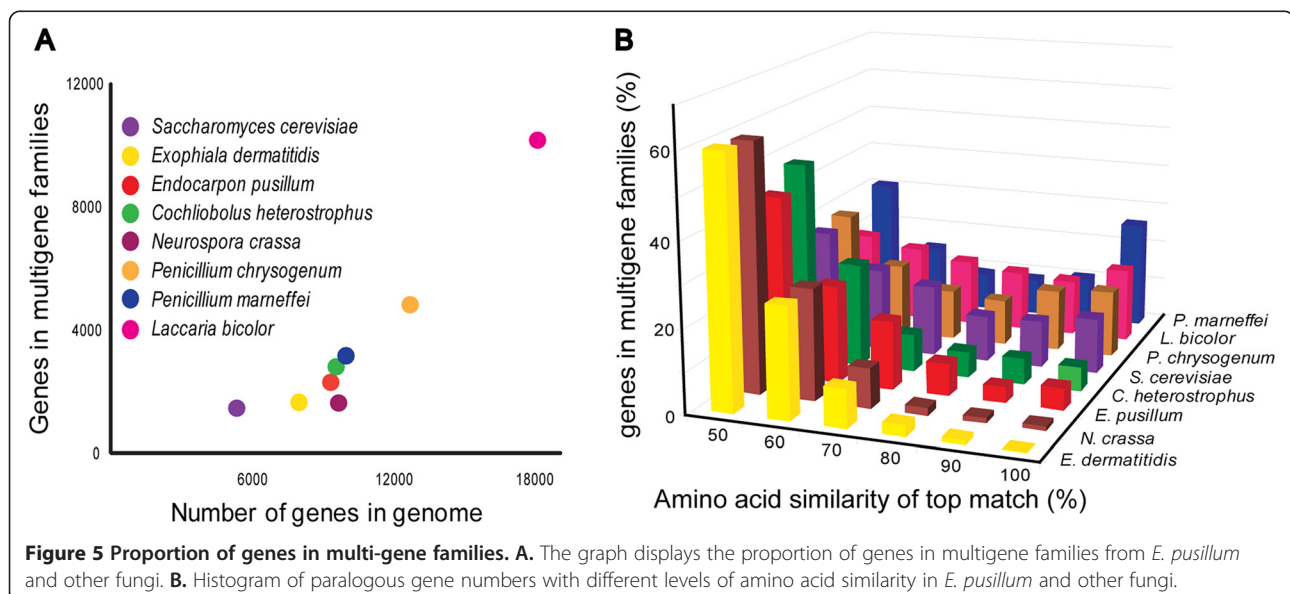 A
12000
8000
4000
0
Genes in multigene families
Saccharomyces cerevisiae
Exophiala dermatitidis
Endocarpon pusillum
Cochliobolus heterostrophus
Neurospora crassa
Penicillium chrysogenum
Penicillium marneffei
Laccaria bicolor
6000
12000
18000
Number of genes in genome
B
genes in multigene families (%)
60
40
20
0
50
60
70
80
90
100
Amino acid similarity of top match (%)
P. marneffei
L. bicolor
P. chrysogenum
S. cerevisiae
C. heterostrophus
E. pusillum
N. crassa
E. dermatitidis
Figure 5 Proportion of genes in multi-gene families. A. The graph displays the proportion of genes in multigene families from E. pusillum
and other fungi. B. Histogram of paralogous gene numbers with different levels of amino acid similarity in E. pusillum and other fungi.